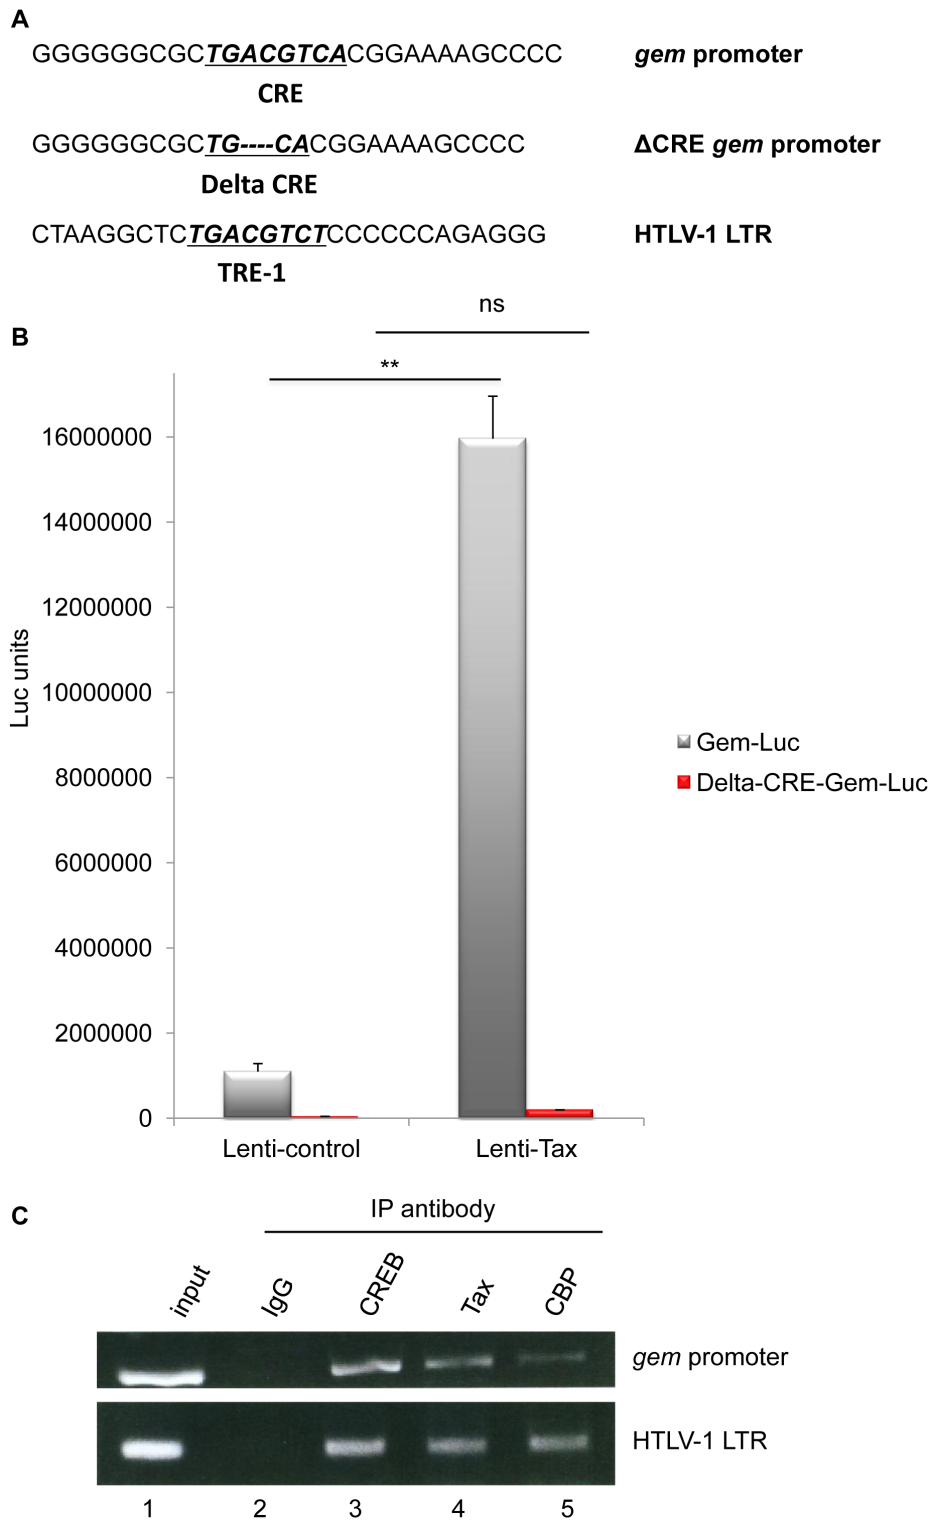 A
GGGGGGCGCTGACGTCACGGAAAAGCCCC gem promoter
CRE
GGGGGGCGCTG----CACGGAAAAGCCCC ΔCRE gem promoter
Delta CRE
CTAAGGCTCTGACGTCTCCCCCCAGAGGG HTLV-1 LTR
TRE-1
B
ns
**
16000000
14000000
12000000
10000000
8000000
6000000
4000000
2000000
0
Luc units
Gem-Luc
Delta-CRE-Gem-Luc
Lenti-control Lenti-Tax
C
IP antibody
input IgG CREB Tax CBP
gem promoter
HTLV-1 LTR
1 2 3 4 5